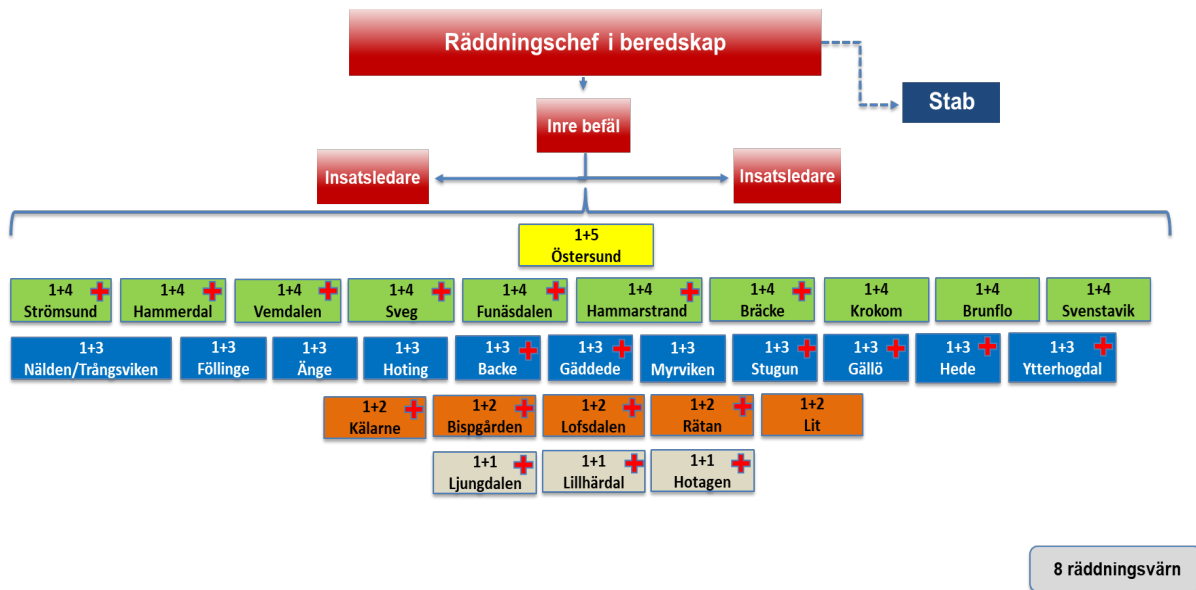 Räddningschef i beredskap
Stab
Inre befäl
Insatsledare
Insatsledare
1+5
Östersund
1+4
Strömsund
1+4
Hammerdal
1+4
Vemdalen
1+4
Sveg
1+4
Funäsdalen
1+4
Hammarstrand
1+4
Bräcke
1+4
Krokom
1+4
Brunflo
1+4
Svenstavik
1+3
Nälden/Trångsviken
1+3
Föllinge
1+3
Änge
1+3
Hoting
1+3
Backe
1+3
Gäddede
1+3
Myrviken
1+3
Stugun
1+3
Gällö
1+3
Hede
1+3
Ytterhogdal
1+2
Kälarne
1+2
Bispgården
1+2
Lofsdalen
1+2
Rätan
1+2
Lit
1+1
Ljungdalen
1+1
Lillhärdal
1+1
Hotagen
8 räddningsvärn